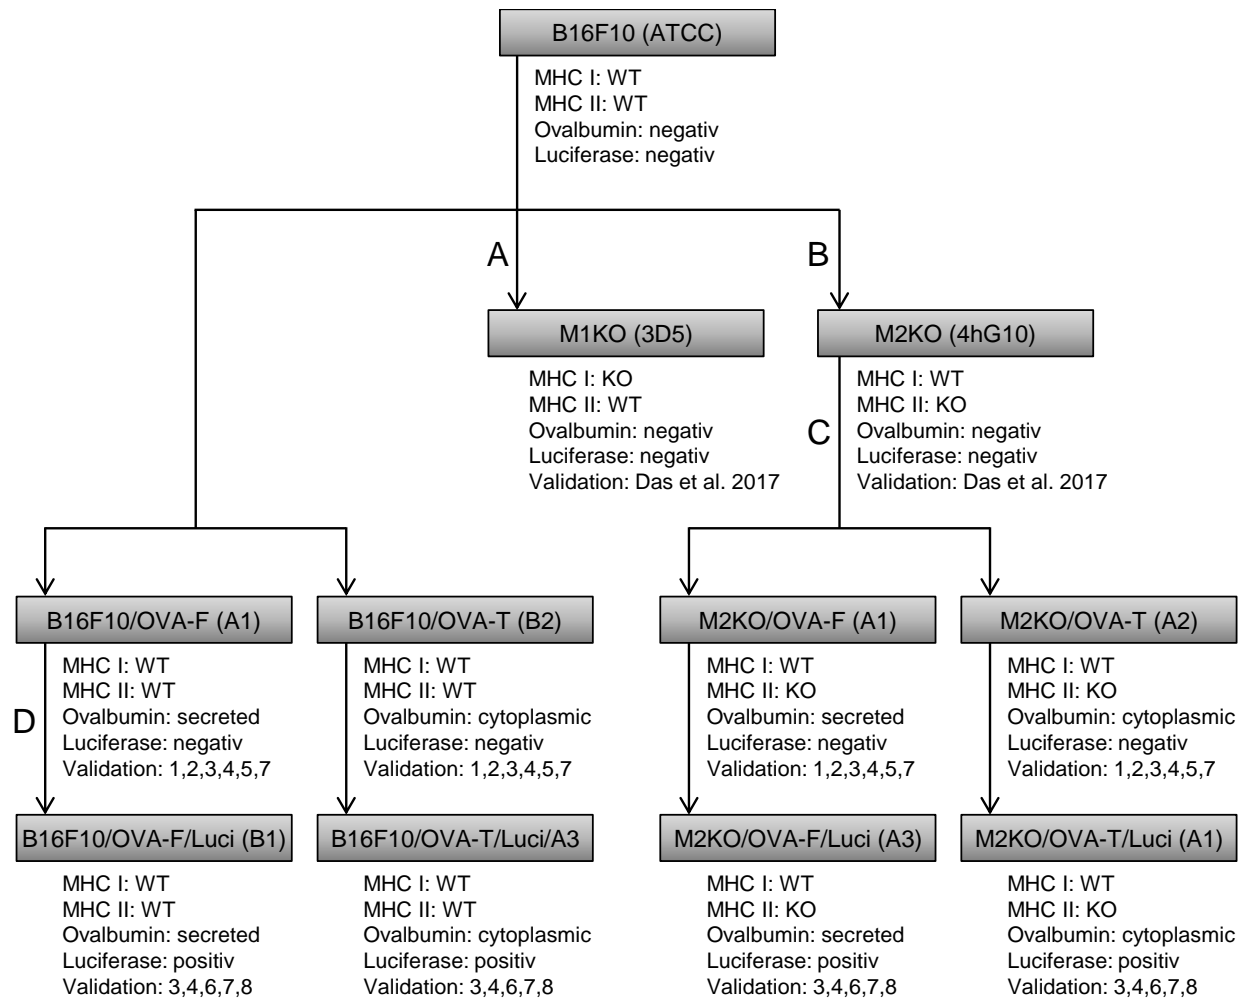 B16F10 (ATCC)
MHC I: WT
MHC II: WT
Ovalbumin: negativ
Luciferase: negativ
A
B
M1KO (3D5)
MHC I: KO
MHC II: WT
Ovalbumin: negativ
Luciferase: negativ
Validation: Das et al. 2017
M2KO (4hG10)
MHC I: WT
MHC II: KO
Ovalbumin: negativ
Luciferase: negativ
Validation: Das et al. 2017
C
B16F10/OVA-F (A1)
MHC I: WT
MHC II: WT
Ovalbumin: secreted
Luciferase: negativ
Validation: 1,2,3,4,5,7
B16F10/OVA-T (B2)
MHC I: WT
MHC II: WT
Ovalbumin: cytoplasmic
Luciferase: negativ
Validation: 1,2,3,4,5,7
M2KO/OVA-F (A1)
MHC I: WT
MHC II: KO
Ovalbumin: secreted
Luciferase: negativ
Validation: 1,2,3,4,5,7
M2KO/OVA-T (A2)
MHC I: WT
MHC II: KO
Ovalbumin: cytoplasmic
Luciferase: negativ
Validation: 1,2,3,4,5,7
D
B16F10/OVA-F/Luci (B1)
MHC I: WT
MHC II: WT
Ovalbumin: secreted
Luciferase: positiv
Validation: 3,4,6,7,8
B16F10/OVA-T/Luci/A3
MHC I: WT
MHC II: WT
Ovalbumin: cytoplasmic
Luciferase: positiv
Validation: 3,4,6,7,8
M2KO/OVA-F/Luci (A3)
MHC I: WT
MHC II: KO
Ovalbumin: secreted
Luciferase: positiv
Validation: 3,4,6,7,8
M2KO/OVA-T/Luci (A1)
MHC I: WT
MHC II: KO
Ovalbumin: cytoplasmic
Luciferase: positiv
Validation: 3,4,6,7,8